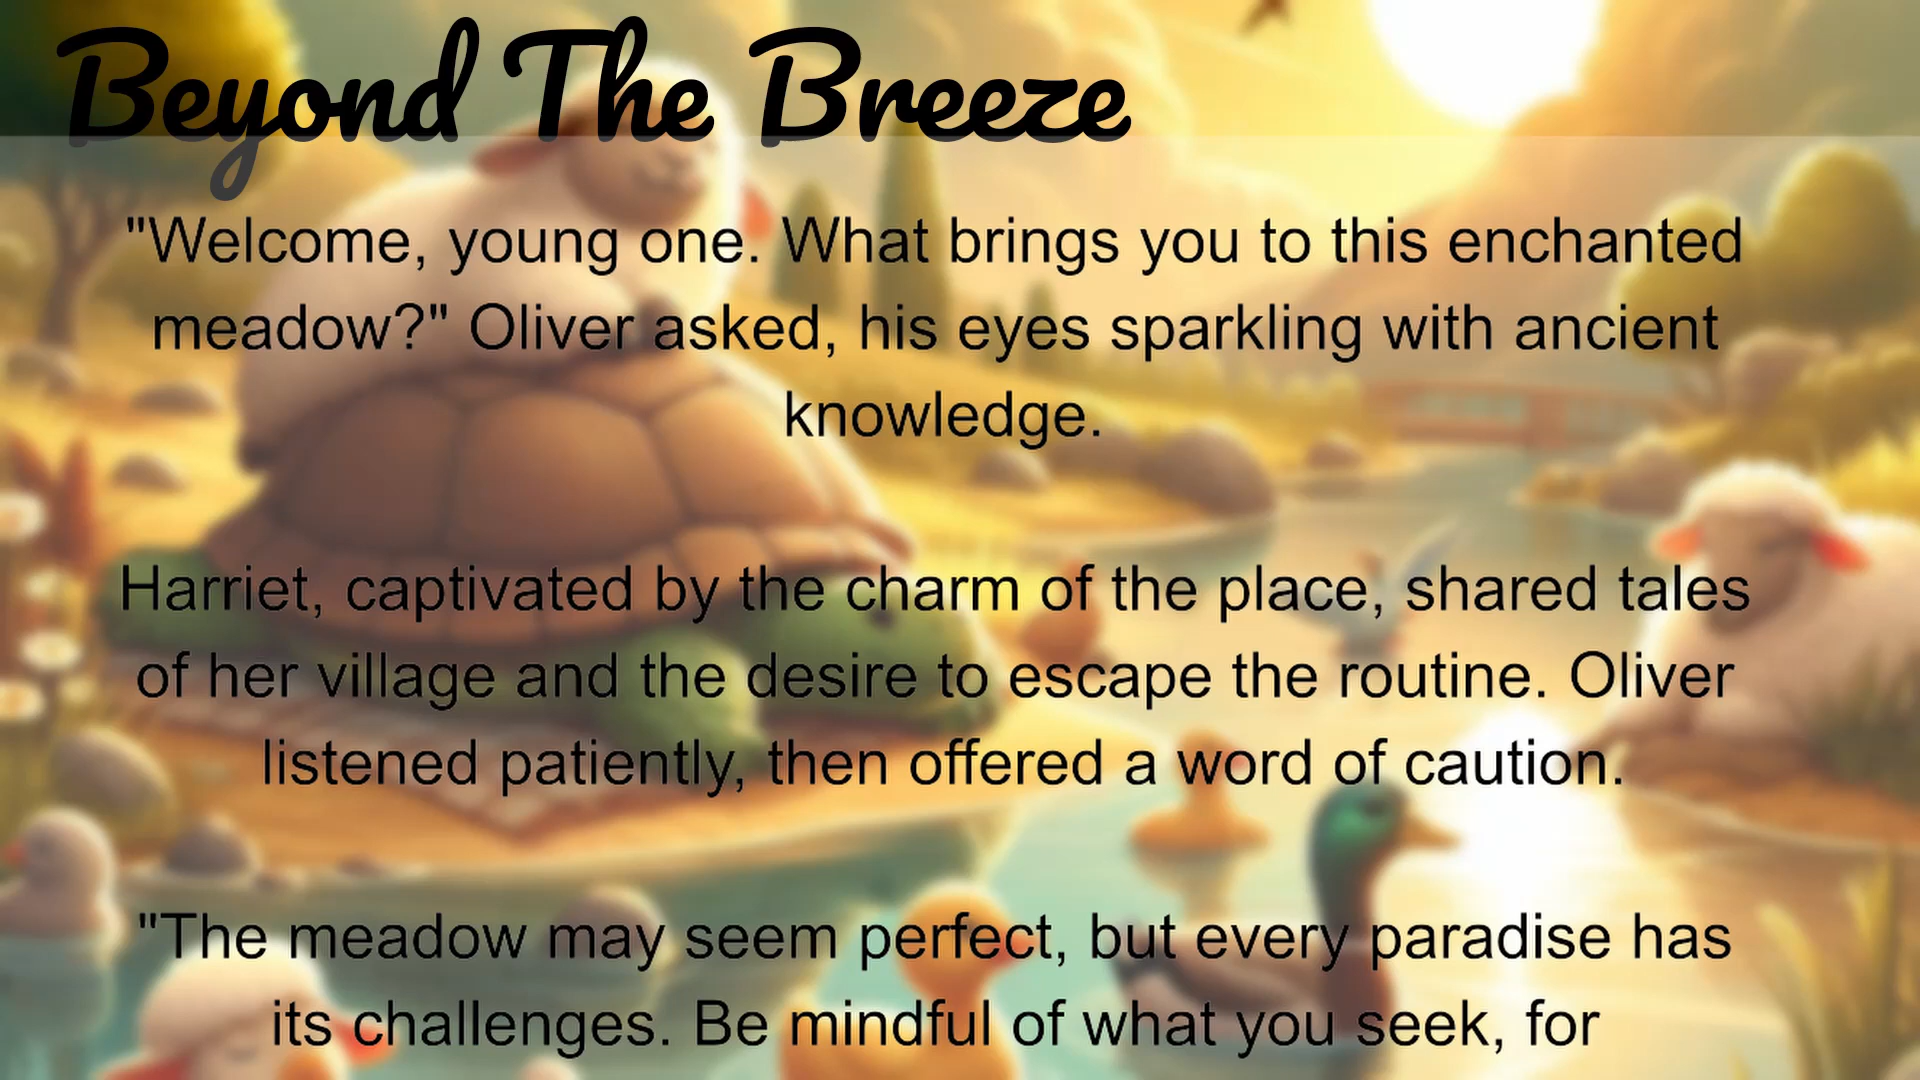 Beyond The Breeze
"Welcome, young one. What brings you to this enchanted
meadow?" Oliver asked, his eyes sparkling with ancient
knowledge.
Harriet, captivated by the charm of the place, shared tales
of her village and the desire to escape the routine. Oliver
listened patiently, then offered a word of caution.
"The meadow may seem perfect, but every paradise has
its challenges. Be mindful of what you seek, for